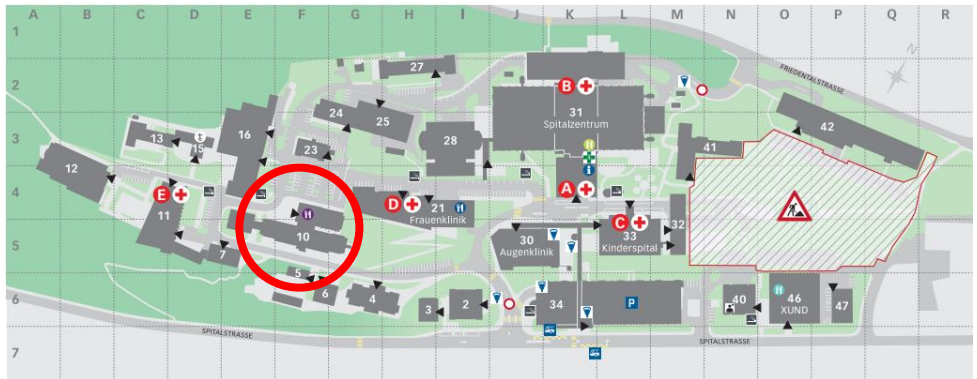 A B C D E F G H I J K L M N O P Q R
1
2
3
4
5
6
7
N
FRIEDENTALSTRASSE
27
B
31
Spitalzentrum
24
25
16
13
15
23
28
42
41
12
i
E
D
21
Frauenklinik
A
11
10
C
33
Kinderspital
32
30
Augenklinik
7
5
6
4
3
2
34
P
40
46
XUND
47
SPITALSTRASSE
SPITALSTRASSE